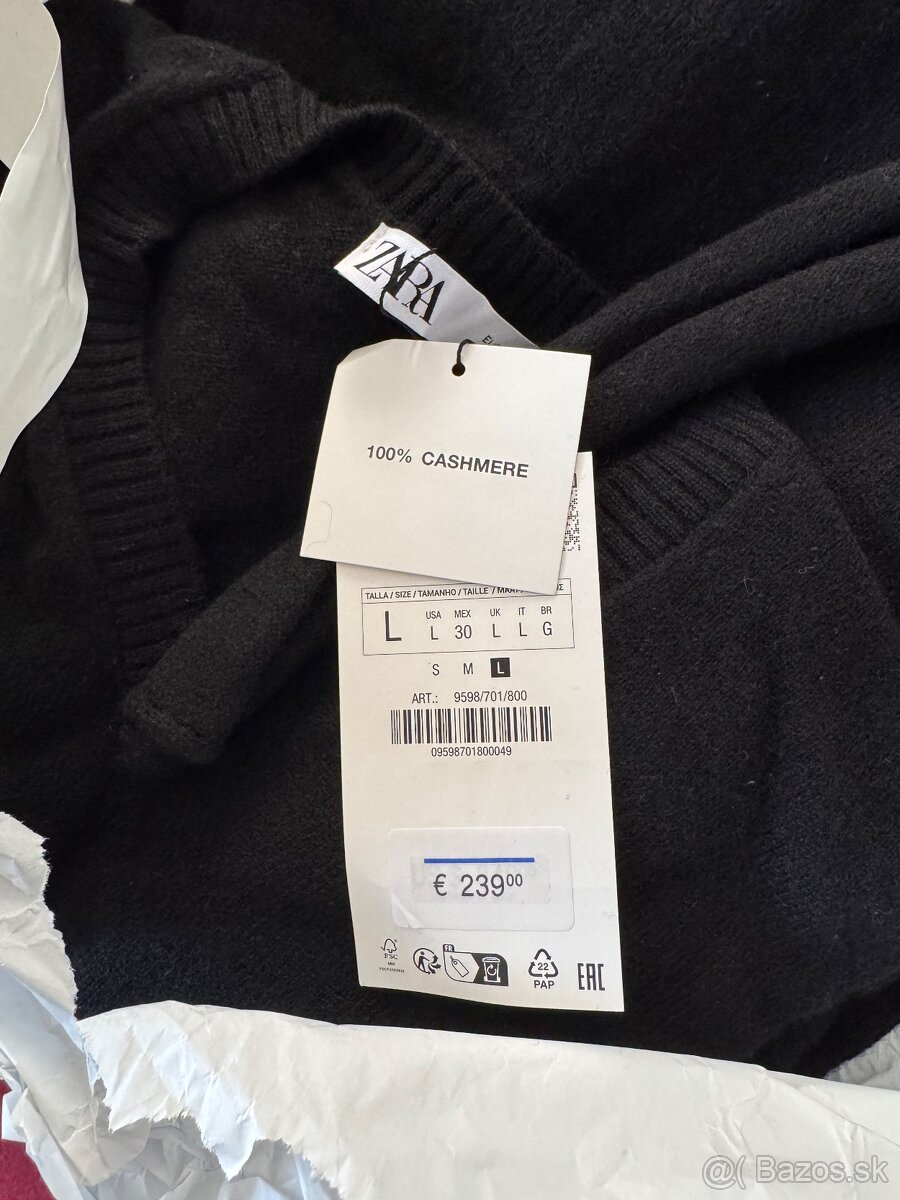 ZARA
100% CASHMERE
TALLA / SIZE / TAMANHO / TAILLE /
L
USA MEX UK IT BR
L 30 L L G
S M L
ART.: 9598/701/800
09598701800049
€ 239⁰⁰
FSC
FR
22
PAP
EAC
@( Bazos.sk